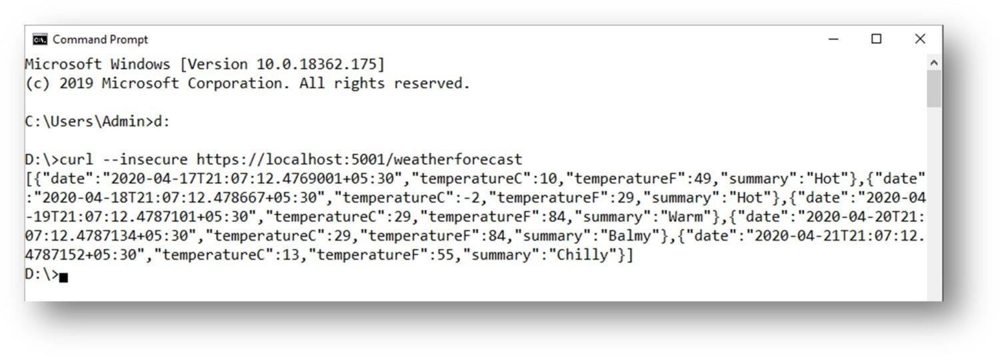 Command Prompt
Microsoft Windows [Version 10.0.18362.175]
(c) 2019 Microsoft Corporation. All rights reserved.
C:\Users\Admin>d:
D:\>curl --insecure https://localhost:5001/weatherforecast
[{"date":"2020-04-17T21:07:12.4769001+05:30","temperatureC":10,"temperatureF":49,"summary":"Hot"},{"date"
:"2020-04-18T21:07:12.478667+05:30","temperatureC":-2,"temperatureF":29,"summary":"Hot"},{"date":"2020-04
-19T21:07:12.4787101+05:30","temperatureC":29,"temperatureF":84,"summary":"Warm"},{"date":"2020-04-20T21:
07:12.4787134+05:30","temperatureC":29,"temperatureF":84,"summary":"Balmy"},{"date":"2020-04-21T21:07:12.
4787152+05:30","temperatureC":13,"temperatureF":55,"summary":"Chilly"}]
D:\>